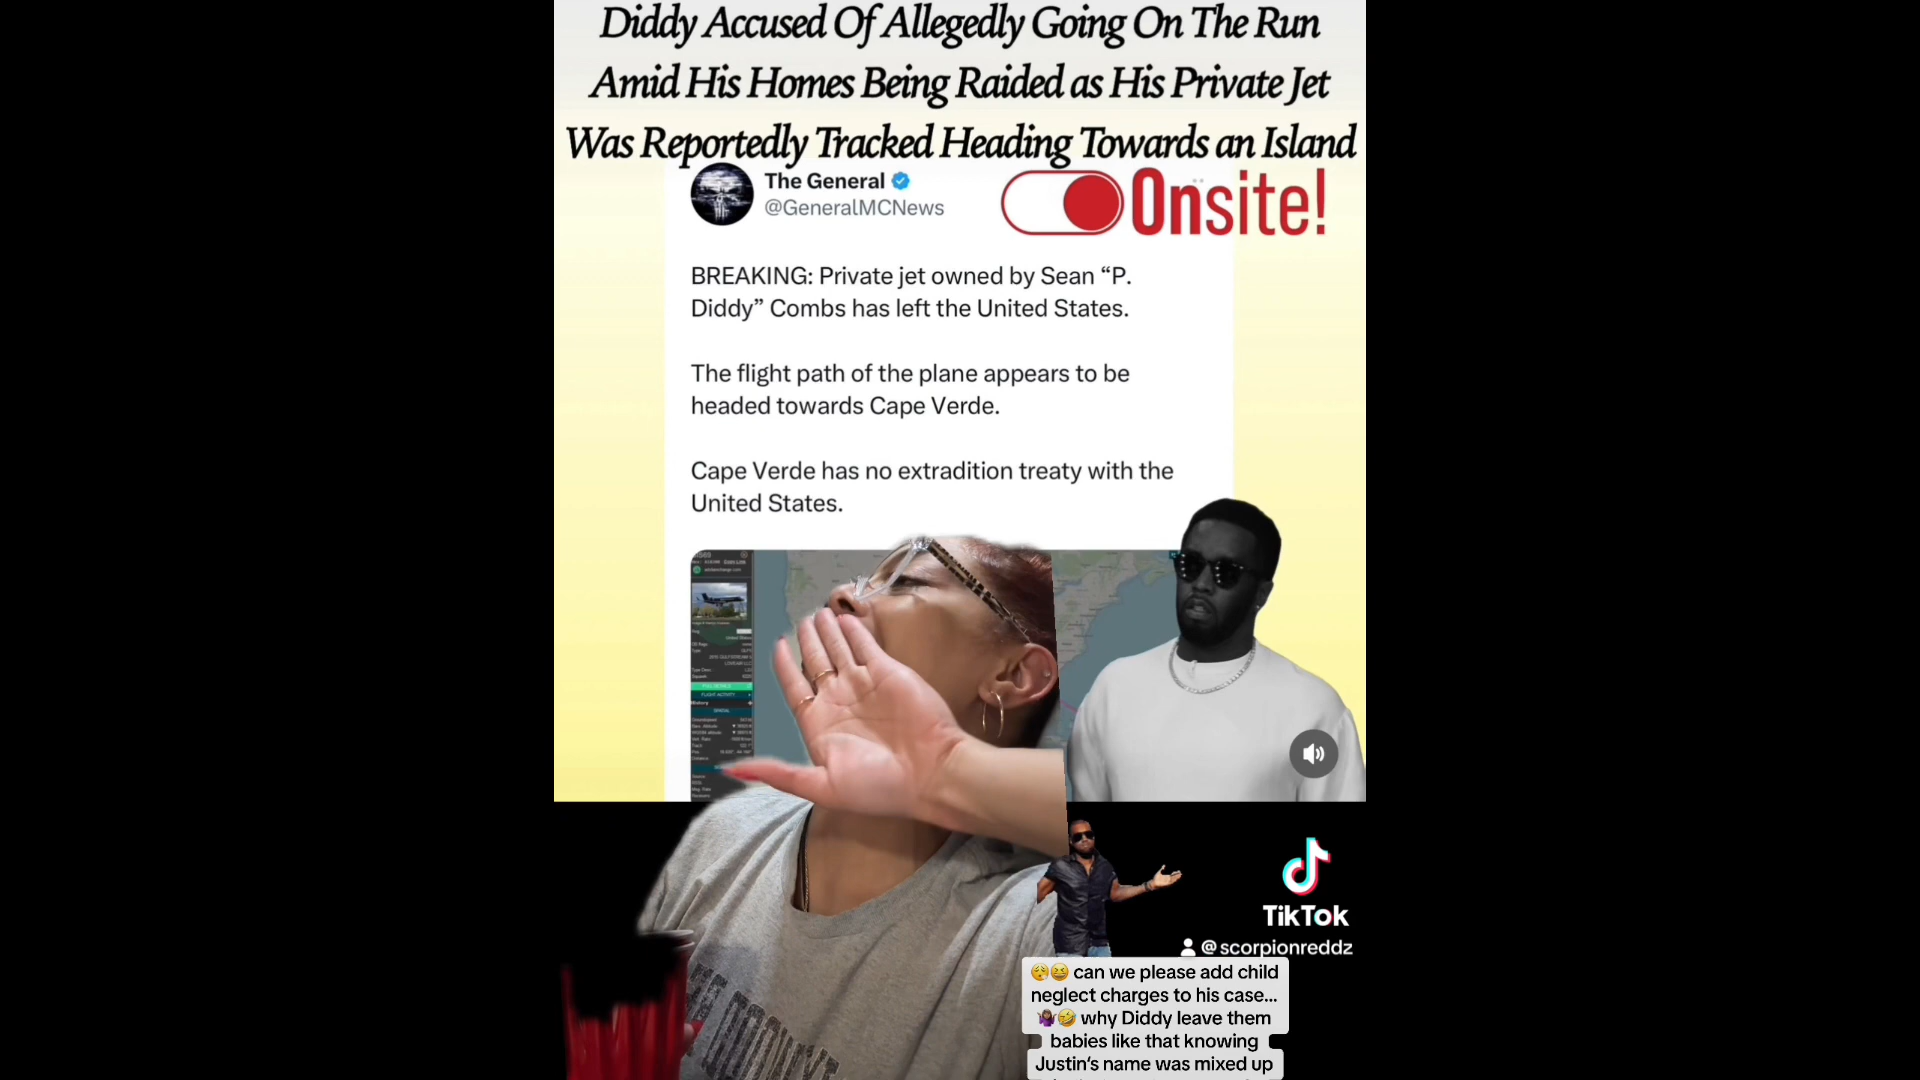 Diddy Accused Of Allegedly Going On The Run
Amid His Homes Being Raided as His Private Jet
Was Reportedly Tracked Heading Towards an Island
The General
@GeneralMCNews
Onsite!
BREAKING: Private jet owned by Sean “P.
Diddy” Combs has left the United States.
The flight path of the plane appears to be
headed towards Cape Verde.
Cape Verde has no extradition treaty with the
United States.
TikTok
@scorpionreddz
😮‍💨😆 can we please add child
neglect charges to his case...
🤷🏽‍♀️🤣 why Diddy leave them
babies like that knowing
Justin’s name was mixed up